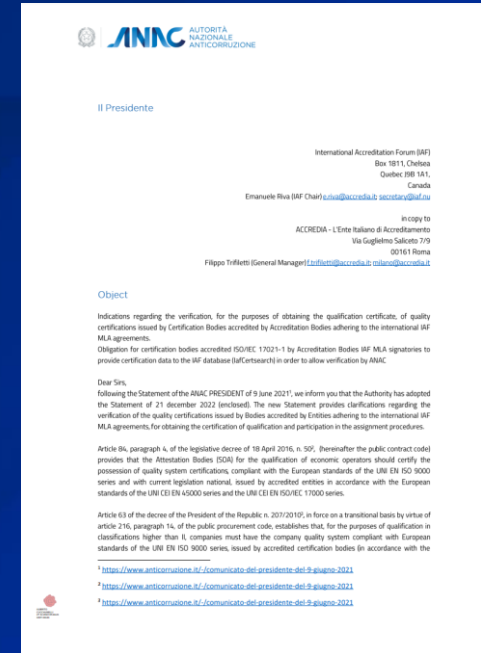 ANAC
AUTORITÀ
NAZIONALE
ANTICORRUZIONE
Il Presidente
International Accreditation Forum (IAF)
Box 1811, Chelsea
Quebec J9B 1A1,
Canada
Emanuele Riva (IAF Chair) e.riva@accredia.it; secretary@iaf.nu
in copy to
ACCREDIA - L'Ente Italiano di Accreditamento
Via Guglielmo Saliceto 7/9
00161 Roma
Filippo Trifiletti (General Manager) f.trifiletti@accredia.it; milano@accredia.it
Object
Indications regarding the verification, for the purposes of obtaining the qualification certificate, of quality
certifications issued by Certification Bodies accredited by Accreditation Bodies adhering to the international IAF
MLA agreements.
Obligation for certification bodies accredited ISO/IEC 17021-1 by Accreditation Bodies IAF MLA signatories to
provide certification data to the IAF database (IafCertsearch) in order to allow verification by ANAC
Dear Sirs,
following the Statement of the ANAC PRESIDENT of 9 June 2021¹, we inform you that the Authority has adopted
the Statement of 21 december 2022 (enclosed). The new Statement provides clarifications regarding the
verification of the quality certifications issued by Bodies accredited by Entities adhering to the international IAF
MLA agreements, for obtaining the certification of qualification and participation in the assignment procedures.
Article 84, paragraph 4, of the legislative decree of 18 April 2016, n. 50², (hereinafter the public contract code)
provides that the Attestation Bodies (SOA) for the qualification of economic operators should certify the
possession of quality system certifications, compliant with the European standards of the UNI EN ISO 9000
series and with current legislation national, issued by accredited entities in accordance with the European
standards of the UNI CEI EN 45000 series and the UNI CEI EN ISO/IEC 17000 series.
Article 63 of the decree of the President of the Republic n. 207/2010³, in force on a transitional basis by virtue of
article 216, paragraph 14, of the public procurement code, establishes that, for the purposes of qualification in
classifications higher than II, companies must have the company quality system compliant with European
standards of the UNI EN ISO 9000 series, issued by accredited certification bodies (in accordance with the
¹ https://www.anticorruzione.it/-/comunicato-del-presidente-del-9-giugno-2021
² https://www.anticorruzione.it/-/comunicato-del-presidente-del-9-giugno-2021
³ https://www.anticorruzione.it/-/comunicato-del-presidente-del-9-giugno-2021